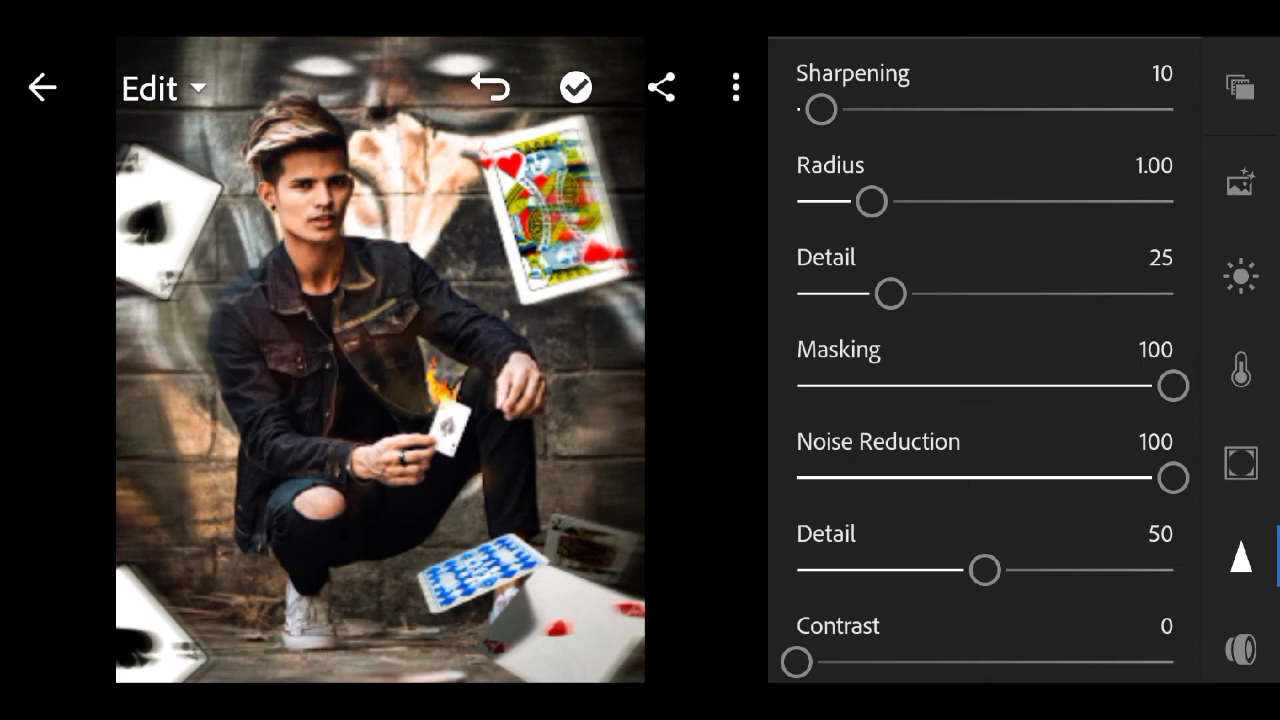 Edit
Sharpening 10
Radius 1.00
Detail 25
Masking 100
Noise Reduction 100
Detail 50
Contrast 0